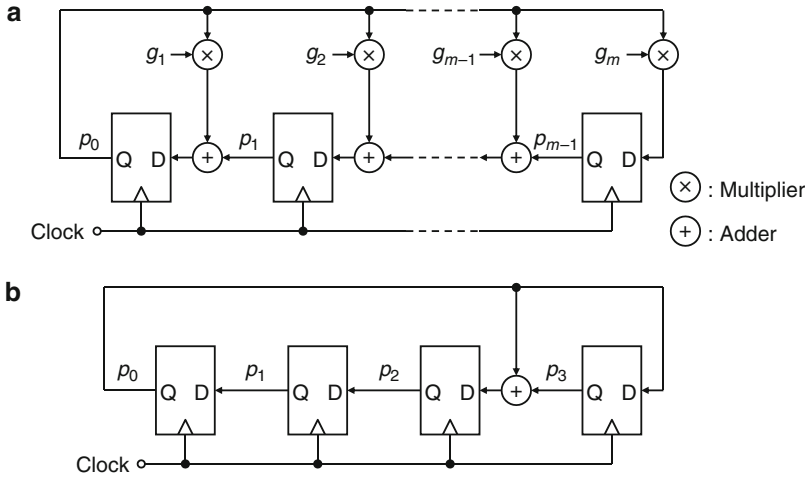 a
g₁ g₂ gₘ₋₁ gₘ
× × × ×
p₀ p₁ pₘ₋₁
Q D + Q D + + Q D
× : Multiplier
Clock
+ : Adder
b
p₀ p₁ p₂ p₃
Q D Q D Q D + Q D
Clock